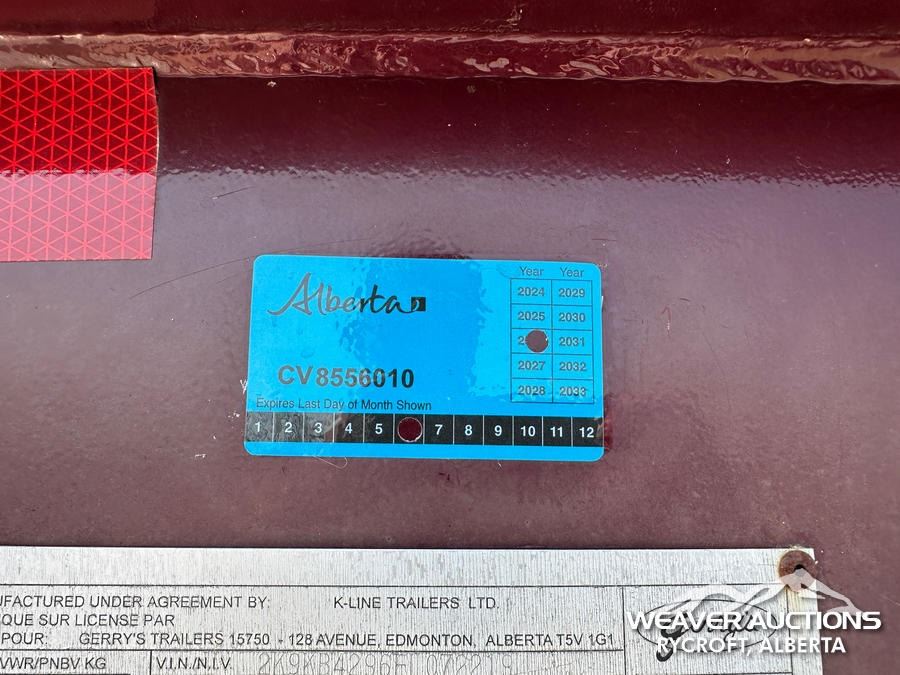 Alberta
Year Year
2024 2029
2025 2030
2031
2027 2032
2028 2033
CV8556010
Expires Last Day of Month Shown
1 2 3 4 5 7 8 9 10 11 12
UFACTURED UNDER AGREEMENT BY: K-LINE TRAILERS LTD.
QUE SUR LICENSE PAR
POUR: GERRY'S TRAILERS 15750 - 128 AVENUE, EDMONTON, ALBERTA T5V 1G1
VWR/PNBV KG V.I.N./N.I.V.
WEAVER AUCTIONS
RYCROFT, ALBERTA